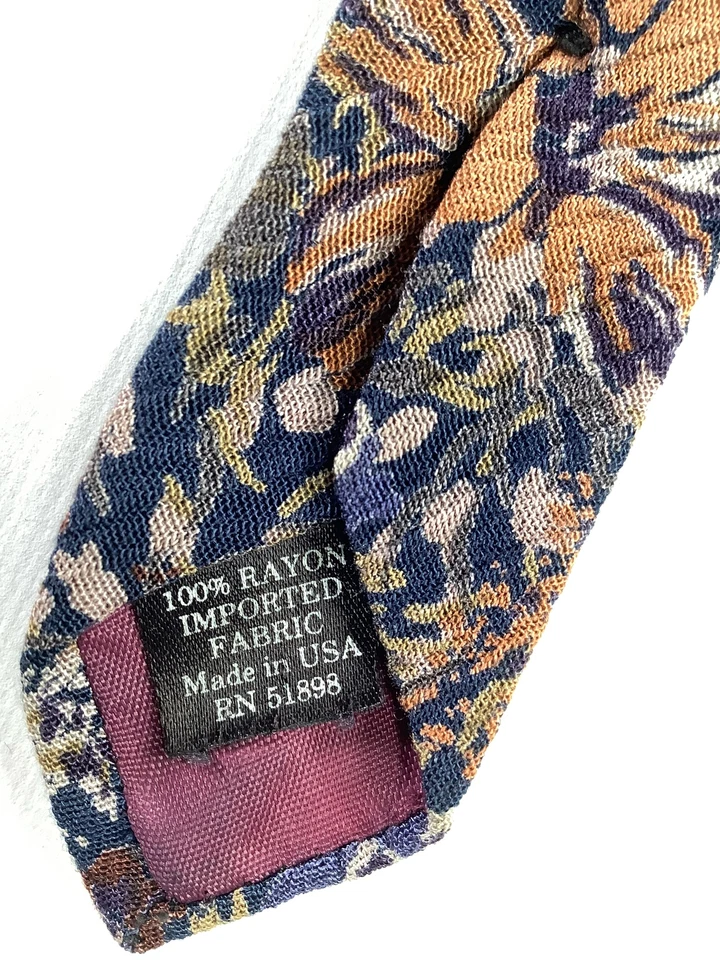 100% RAYON
IMPORTED
FABRIC
Made in USA
RN 51898